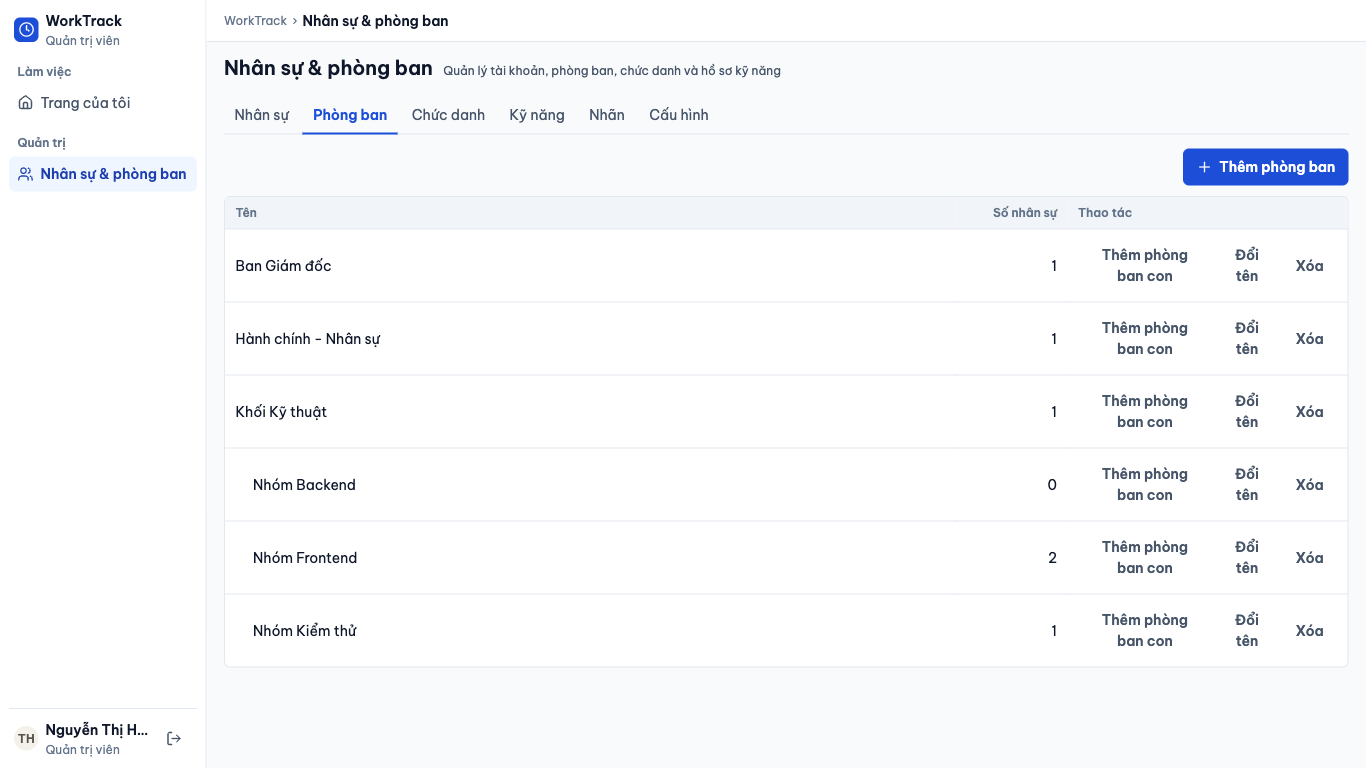 WorkTrack
Quản trị viên
Làm việc
Trang của tôi
Quản trị
Nhân sự & phòng ban
Nguyễn Thị H...
TH
Quản trị viên
WorkTrack › Nhân sự & phòng ban
Nhân sự & phòng ban Quản lý tài khoản, phòng ban, chức danh và hồ sơ kỹ năng
Nhân sự Phòng ban Chức danh Kỹ năng Nhãn Cấu hình
+ Thêm phòng ban
Tên Số nhân sự Thao tác
Ban Giám đốc 1 Thêm phòng ban con Đổi tên Xóa
Hành chính - Nhân sự 1 Thêm phòng ban con Đổi tên Xóa
Khối Kỹ thuật 1 Thêm phòng ban con Đổi tên Xóa
Nhóm Backend 0 Thêm phòng ban con Đổi tên Xóa
Nhóm Frontend 2 Thêm phòng ban con Đổi tên Xóa
Nhóm Kiểm thử 1 Thêm phòng ban con Đổi tên Xóa